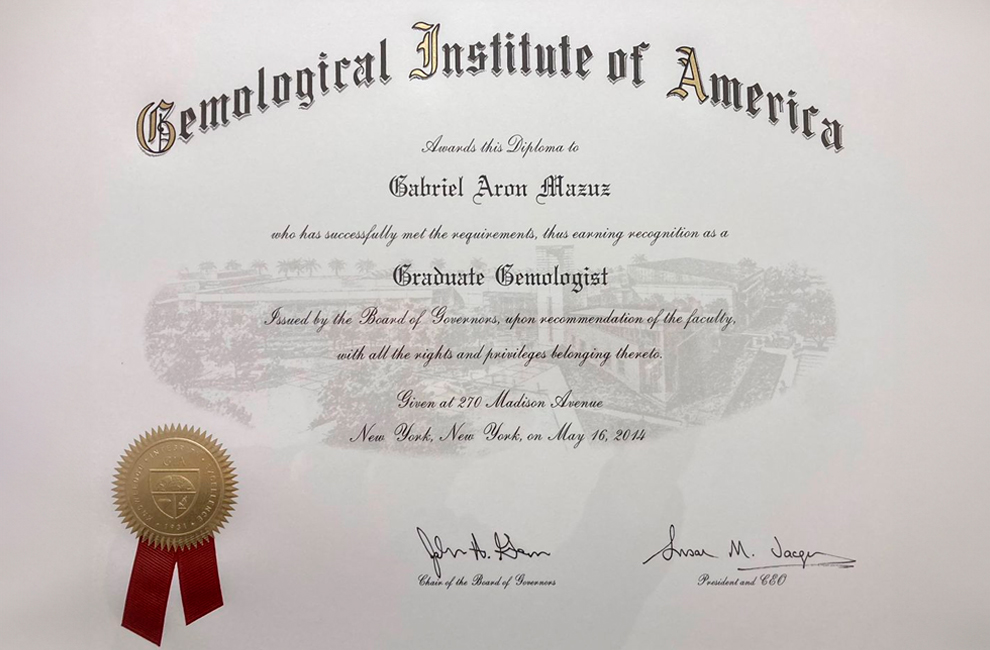 Gemological Institute of America
Awards this Diploma to
Gabriel Aron Mazuz
who has successfully met the requirements, thus earning recognition as a
Graduate Gemologist
Issued by the Board of Governors, upon recommendation of the faculty,
with all the rights and privileges belonging thereto.
Given at 270 Madison Avenue
New York, New York, on May 16, 2014
1931
Susan M. Jacques
Chair of the Board of Governors
President and CEO